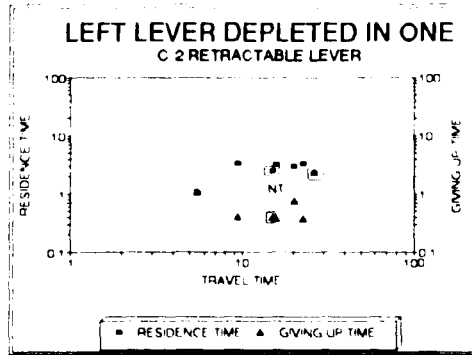 LEFT LEVER DEPLETED IN ONE
C 2 RETRACTABLE LEVER
100 100
RESIDENCE TIME
GIVING UP TIME
10 10
1 1
NT
0.1 0.1
1 10 100
TRAVEL TIME
RESIDENCE TIME GIVING UP TIME